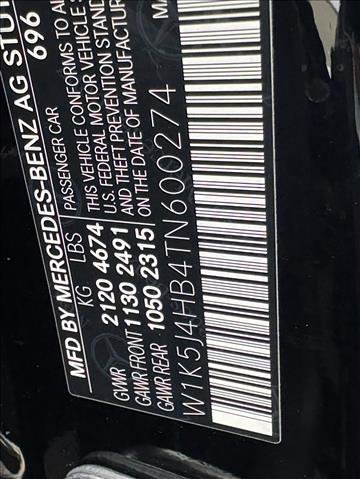 MFD BY MERCEDES-BENZ AG STU
696
KG LBS PASSENGER CAR
GVWR 2120 4674 THIS VEHICLE CONFORMS TO A
GAWR FRONT 1130 2491 U.S. FEDERAL MOTOR VEHICLE S
GAWR REAR 1050 2315 AND THEFT PREVENTION STAND
ON THE DATE OF MANUFACTUR
W1K5J4HB4TN600274 MA